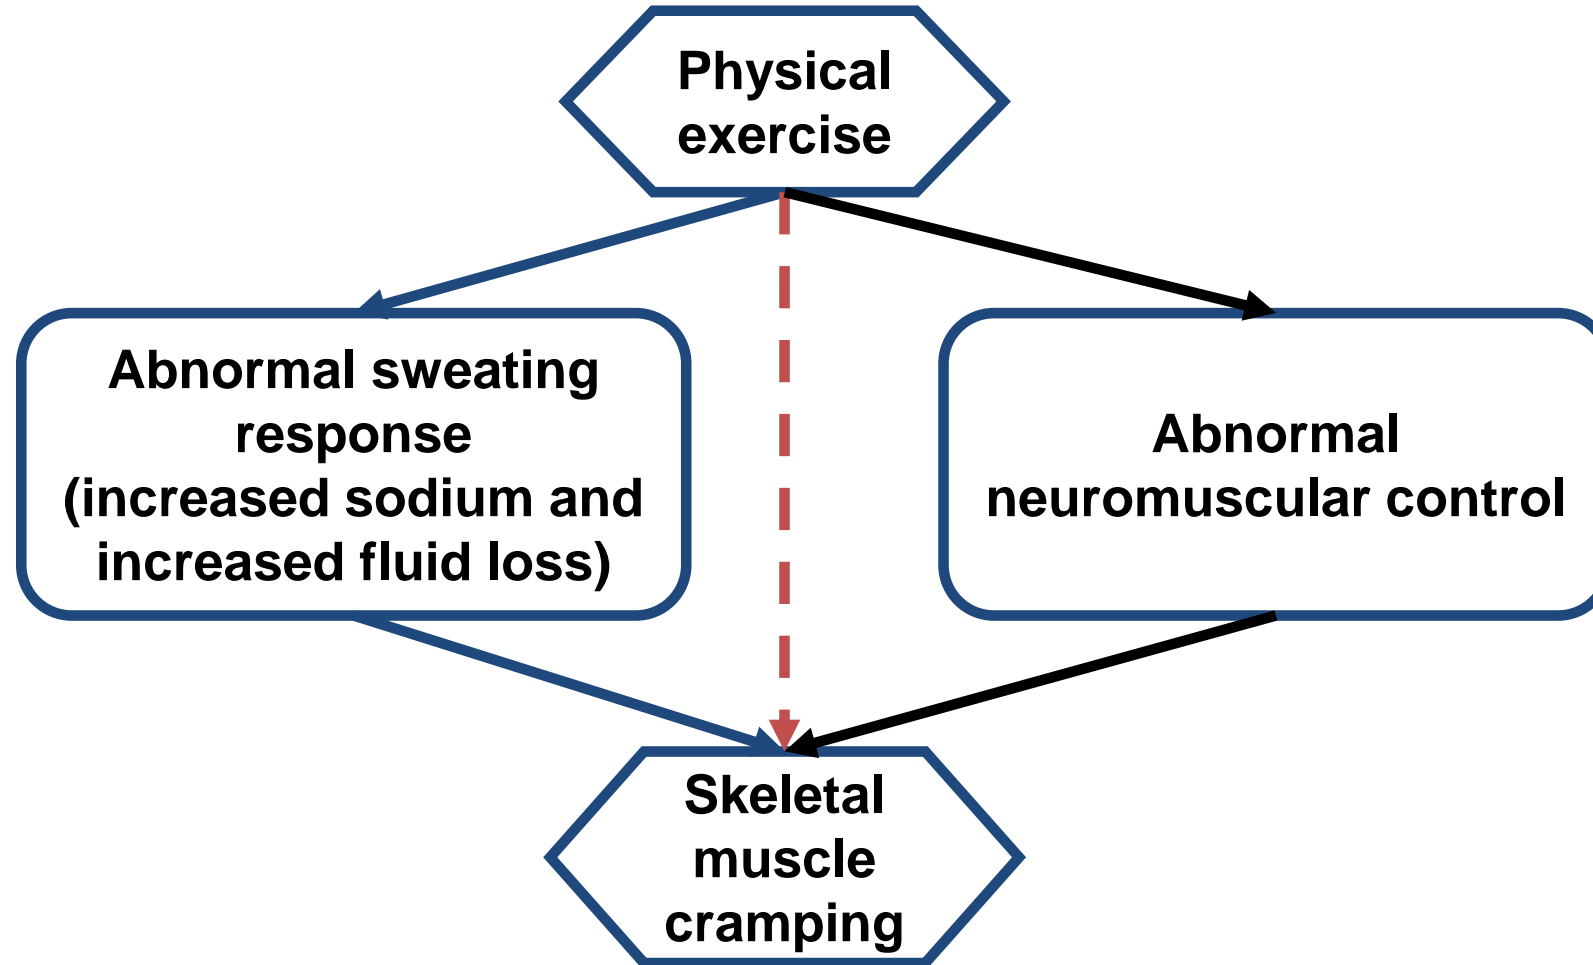 Physical
exercise
Abnormal sweating
response
(increased sodium and
increased fluid loss)
Abnormal
neuromuscular control
Skeletal
muscle
cramping